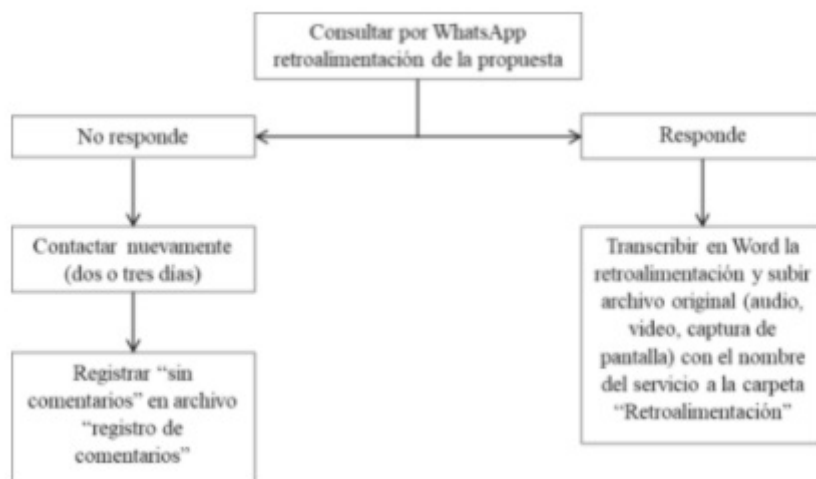 Consultar por WhatsApp
retroalimentación de la propuesta
No responde
Responde
Contactar nuevamente
(dos o tres días)
Registrar “sin
comentarios” en archivo
“registro de
comentarios”
Transcribir en Word la
retroalimentación y subir
archivo original (audio,
video, captura de
pantalla) con el nombre
del servicio a la carpeta
“Retroalimentación”